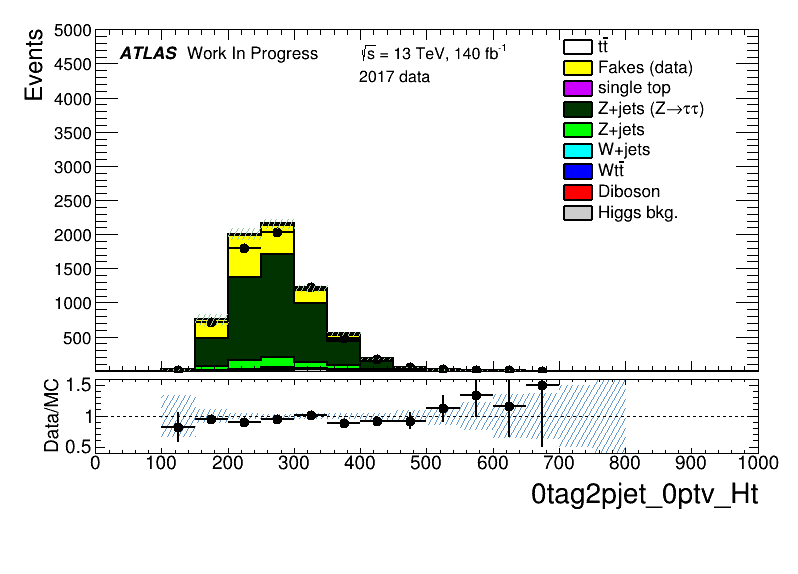 Events
5000
4500
4000
3500
3000
2500
2000
1500
1000
500
ATLAS Work In Progress
√s = 13 TeV, 140 fb⁻¹
2017 data
tt̄
Fakes (data)
single top
Z+jets (Z→ττ)
Z+jets
W+jets
Wtt̄
Diboson
Higgs bkg.
Data/MC
1.5
1
0.5
0 100 200 300 400 500 600 700 800 900 1000
0tag2pjet_0ptv_Ht